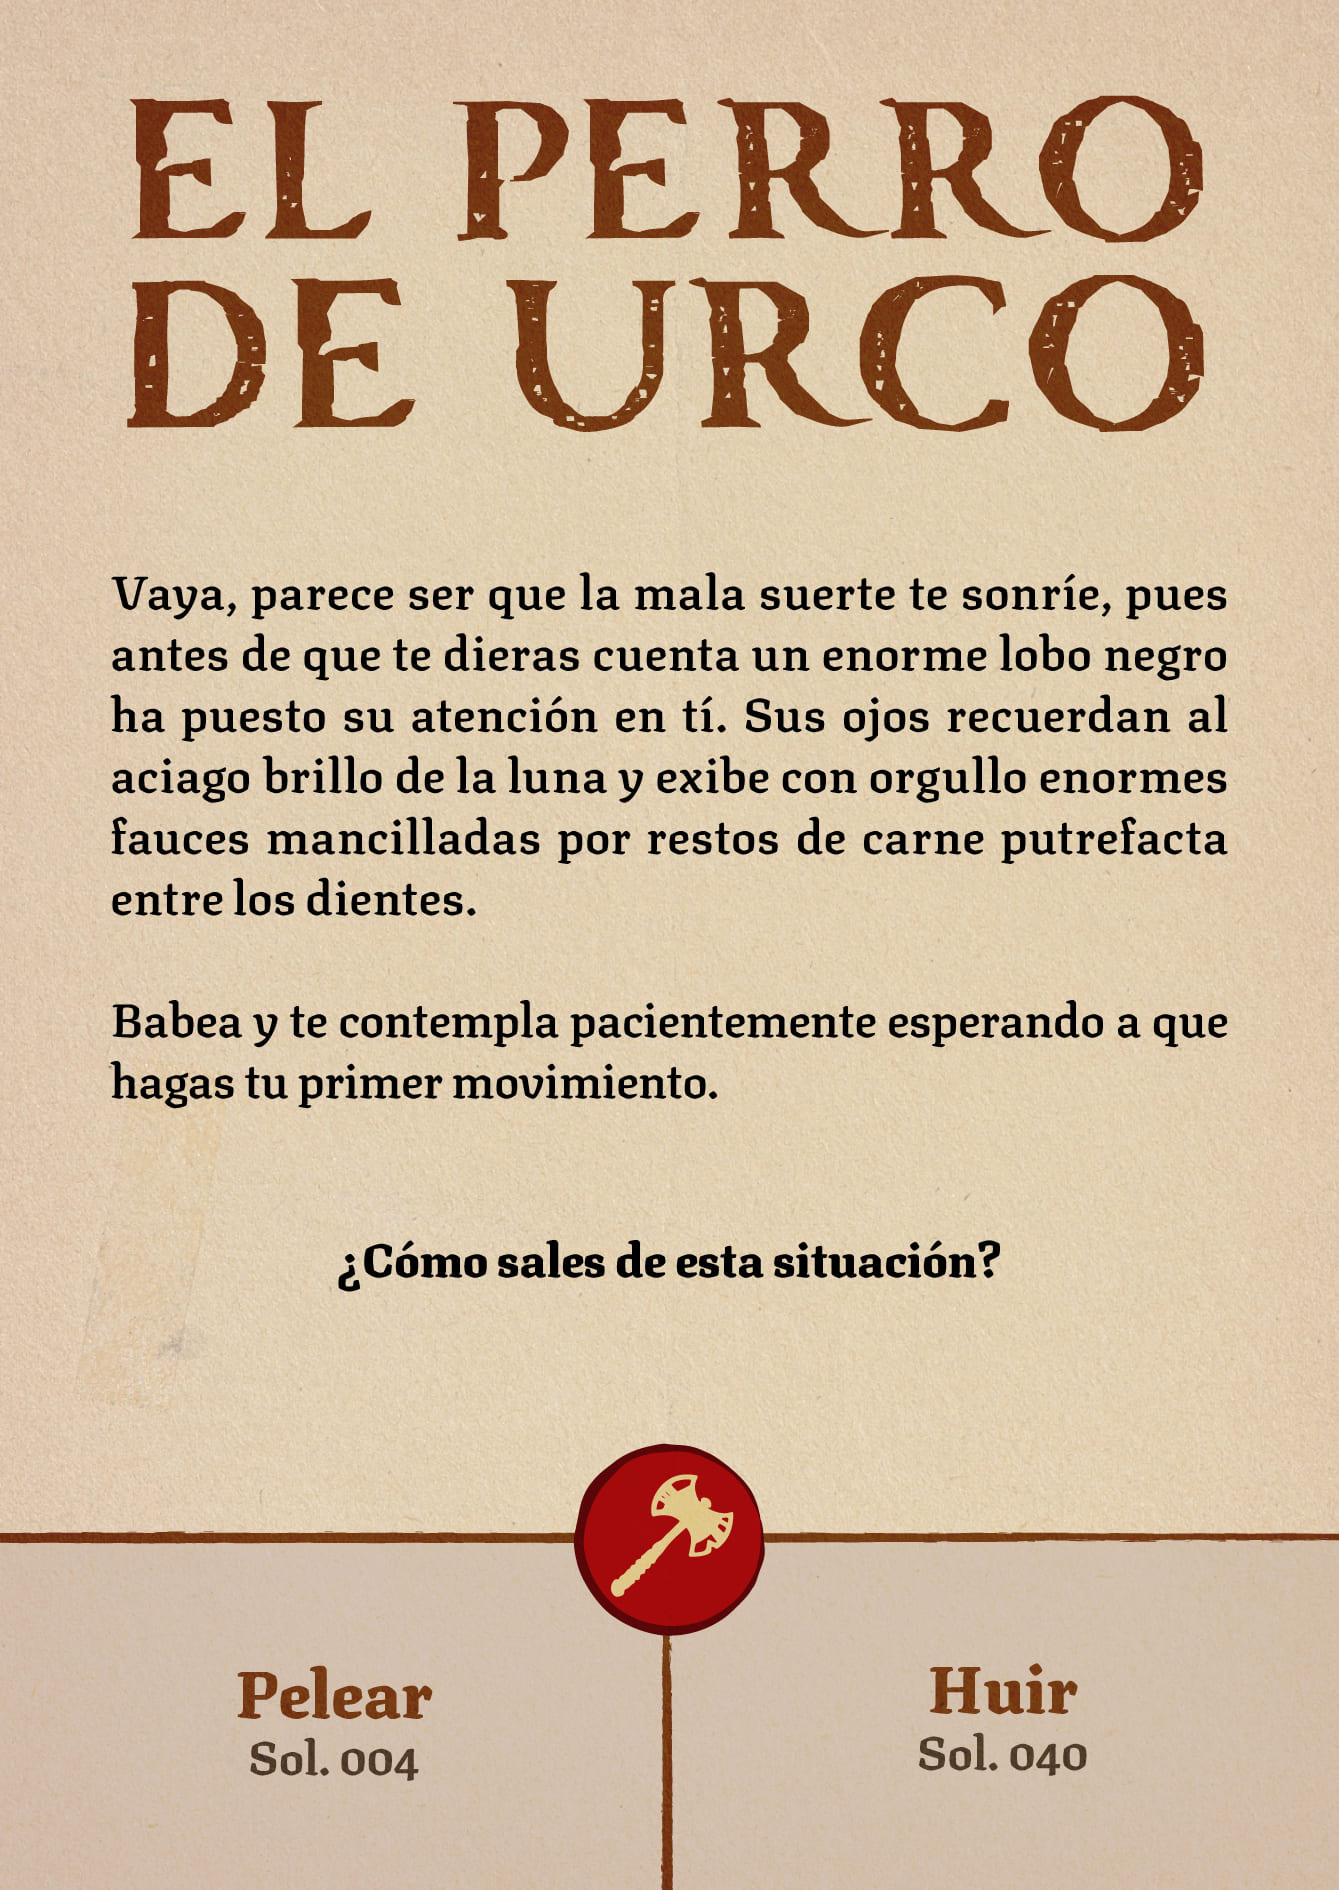 EL PERRO
DE URCO
Vaya, parece ser que la mala suerte te sonríe, pues
antes de que te dieras cuenta un enorme lobo negro
ha puesto su atención en tí. Sus ojos recuerdan al
aciago brillo de la luna y exibe con orgullo enormes
fauces mancilladas por restos de carne putrefacta
entre los dientes.
Babea y te contempla pacientemente esperando a que
hagas tu primer movimiento.
¿Cómo sales de esta situación?
Pelear
Sol. 004
Huir
Sol. 040